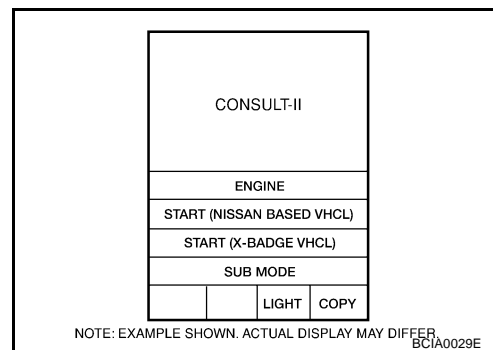 CONSULT-II
ENGINE
START (NISSAN BASED VHCL)
START (X-BADGE VHCL)
SUB MODE
LIGHT COPY
NOTE: EXAMPLE SHOWN. ACTUAL DISPLAY MAY DIFFER.
BCIA0029E